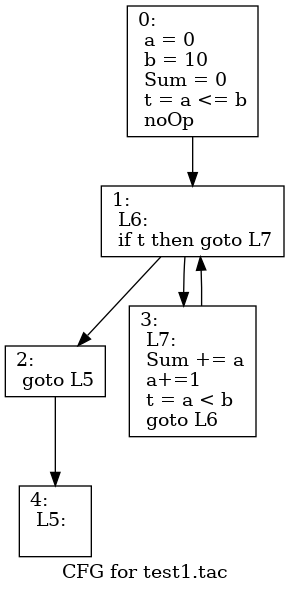 0:
a = 0
b = 10
Sum = 0
t = a <= b
noOp
1:
L6:
if t then goto L7
2:
goto L5
3:
L7:
Sum += a
a+=1
t = a < b
goto L6
4:
L5:
CFG for test1.tac